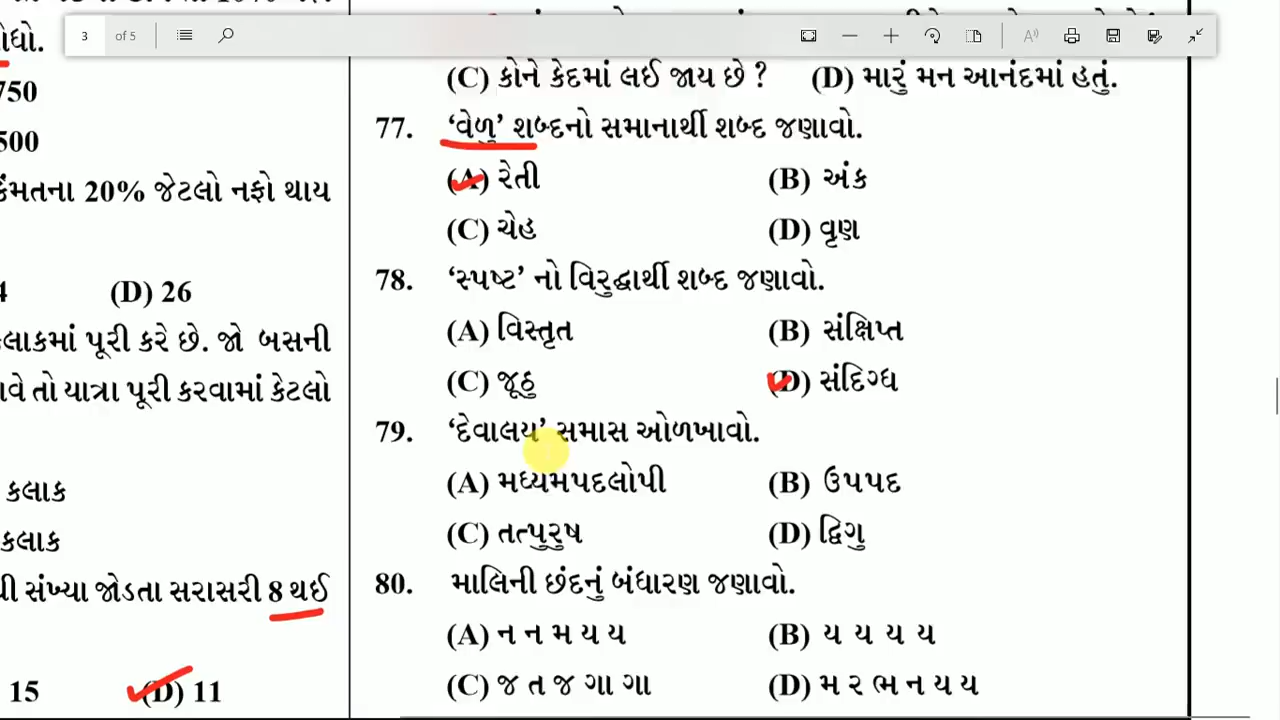 3 of 5
ોધો.
750
500
કિંમતના 20% જેટલો નફો થાય
4 (D) 26
કલાકમાં પૂરી કરે છે. જો બસની
આવે તો યાત્રા પૂરી કરવામાં કેટલો
કલાક
કલાક
સંખ્યા જોડતા સરાસરી 8 થઈ
15 (D) 11
(C) કોને કેદમાં લઈ જાય છે ? (D) મારું મન આનંદમાં હતું.
77. ‘વેળુ’ શબ્દનો સમાનાર્થી શબ્દ જણાવો.
(A) રેતી (B) અંક
(C) ચેહ (D) વૃણ
78. ‘સ્પષ્ટ’ નો વિરુદ્ધાર્થી શબ્દ જણાવો.
(A) વિસ્તૃત (B) સંક્ષિપ્ત
(C) જૂઠુ (D) સંદિગ્ધ
79. ‘દેવાલય’ સમાસ ઓળખાવો.
(A) મધ્યમપદલોપી (B) ઉપપદ
(C) તત્પુરુષ (D) દ્વિગુ
80. માલિની છંદનું બંધારણ જણાવો.
(A) ન ન મ ય ય (B) ય ય ય ય
(C) જ ત જ ગા ગા (D) મ ર ભ ન ય ય